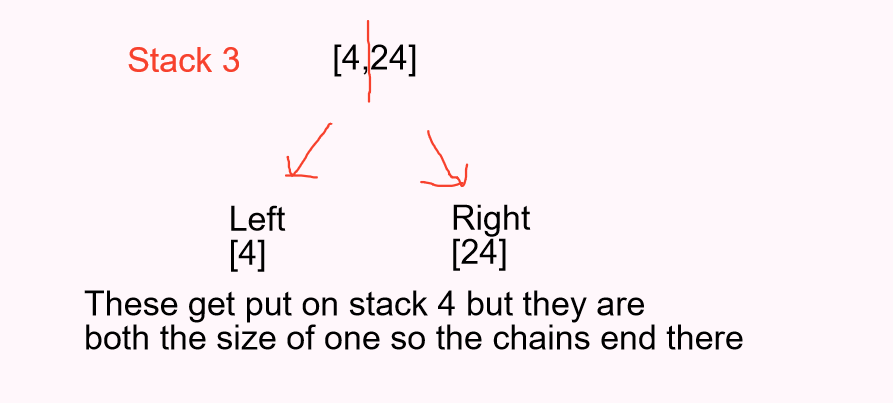 Stack 3 [4,24]
Left Right
[4] [24]
These get put on stack 4 but they are
both the size of one so the chains end there